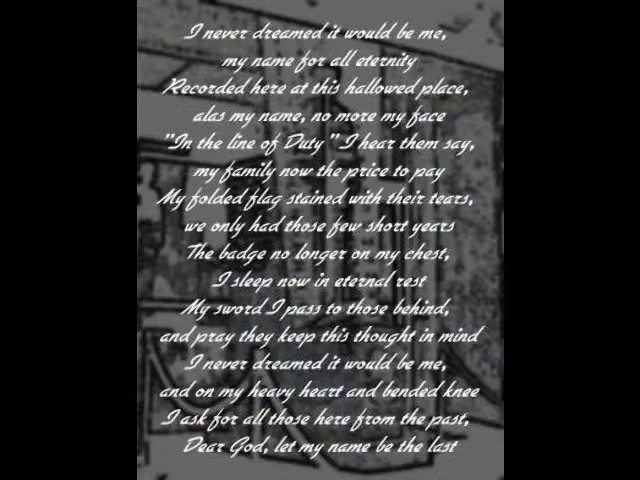 I never dreamed it would be me,
my name for all eternity
Recorded here at this hallowed place,
alas my name, no more my face
"In the line of Duty" I hear them say,
my family now the price to pay
My folded flag stained with their tears,
we only had those few short years
The badge no longer on my chest,
I sleep now in eternal rest
My sword I pass to those behind,
and pray they keep this thought in mind
I never dreamed it would be me,
and on my heavy heart and bended knee
I ask for all those here from the past,
Dear God, let my name be the last